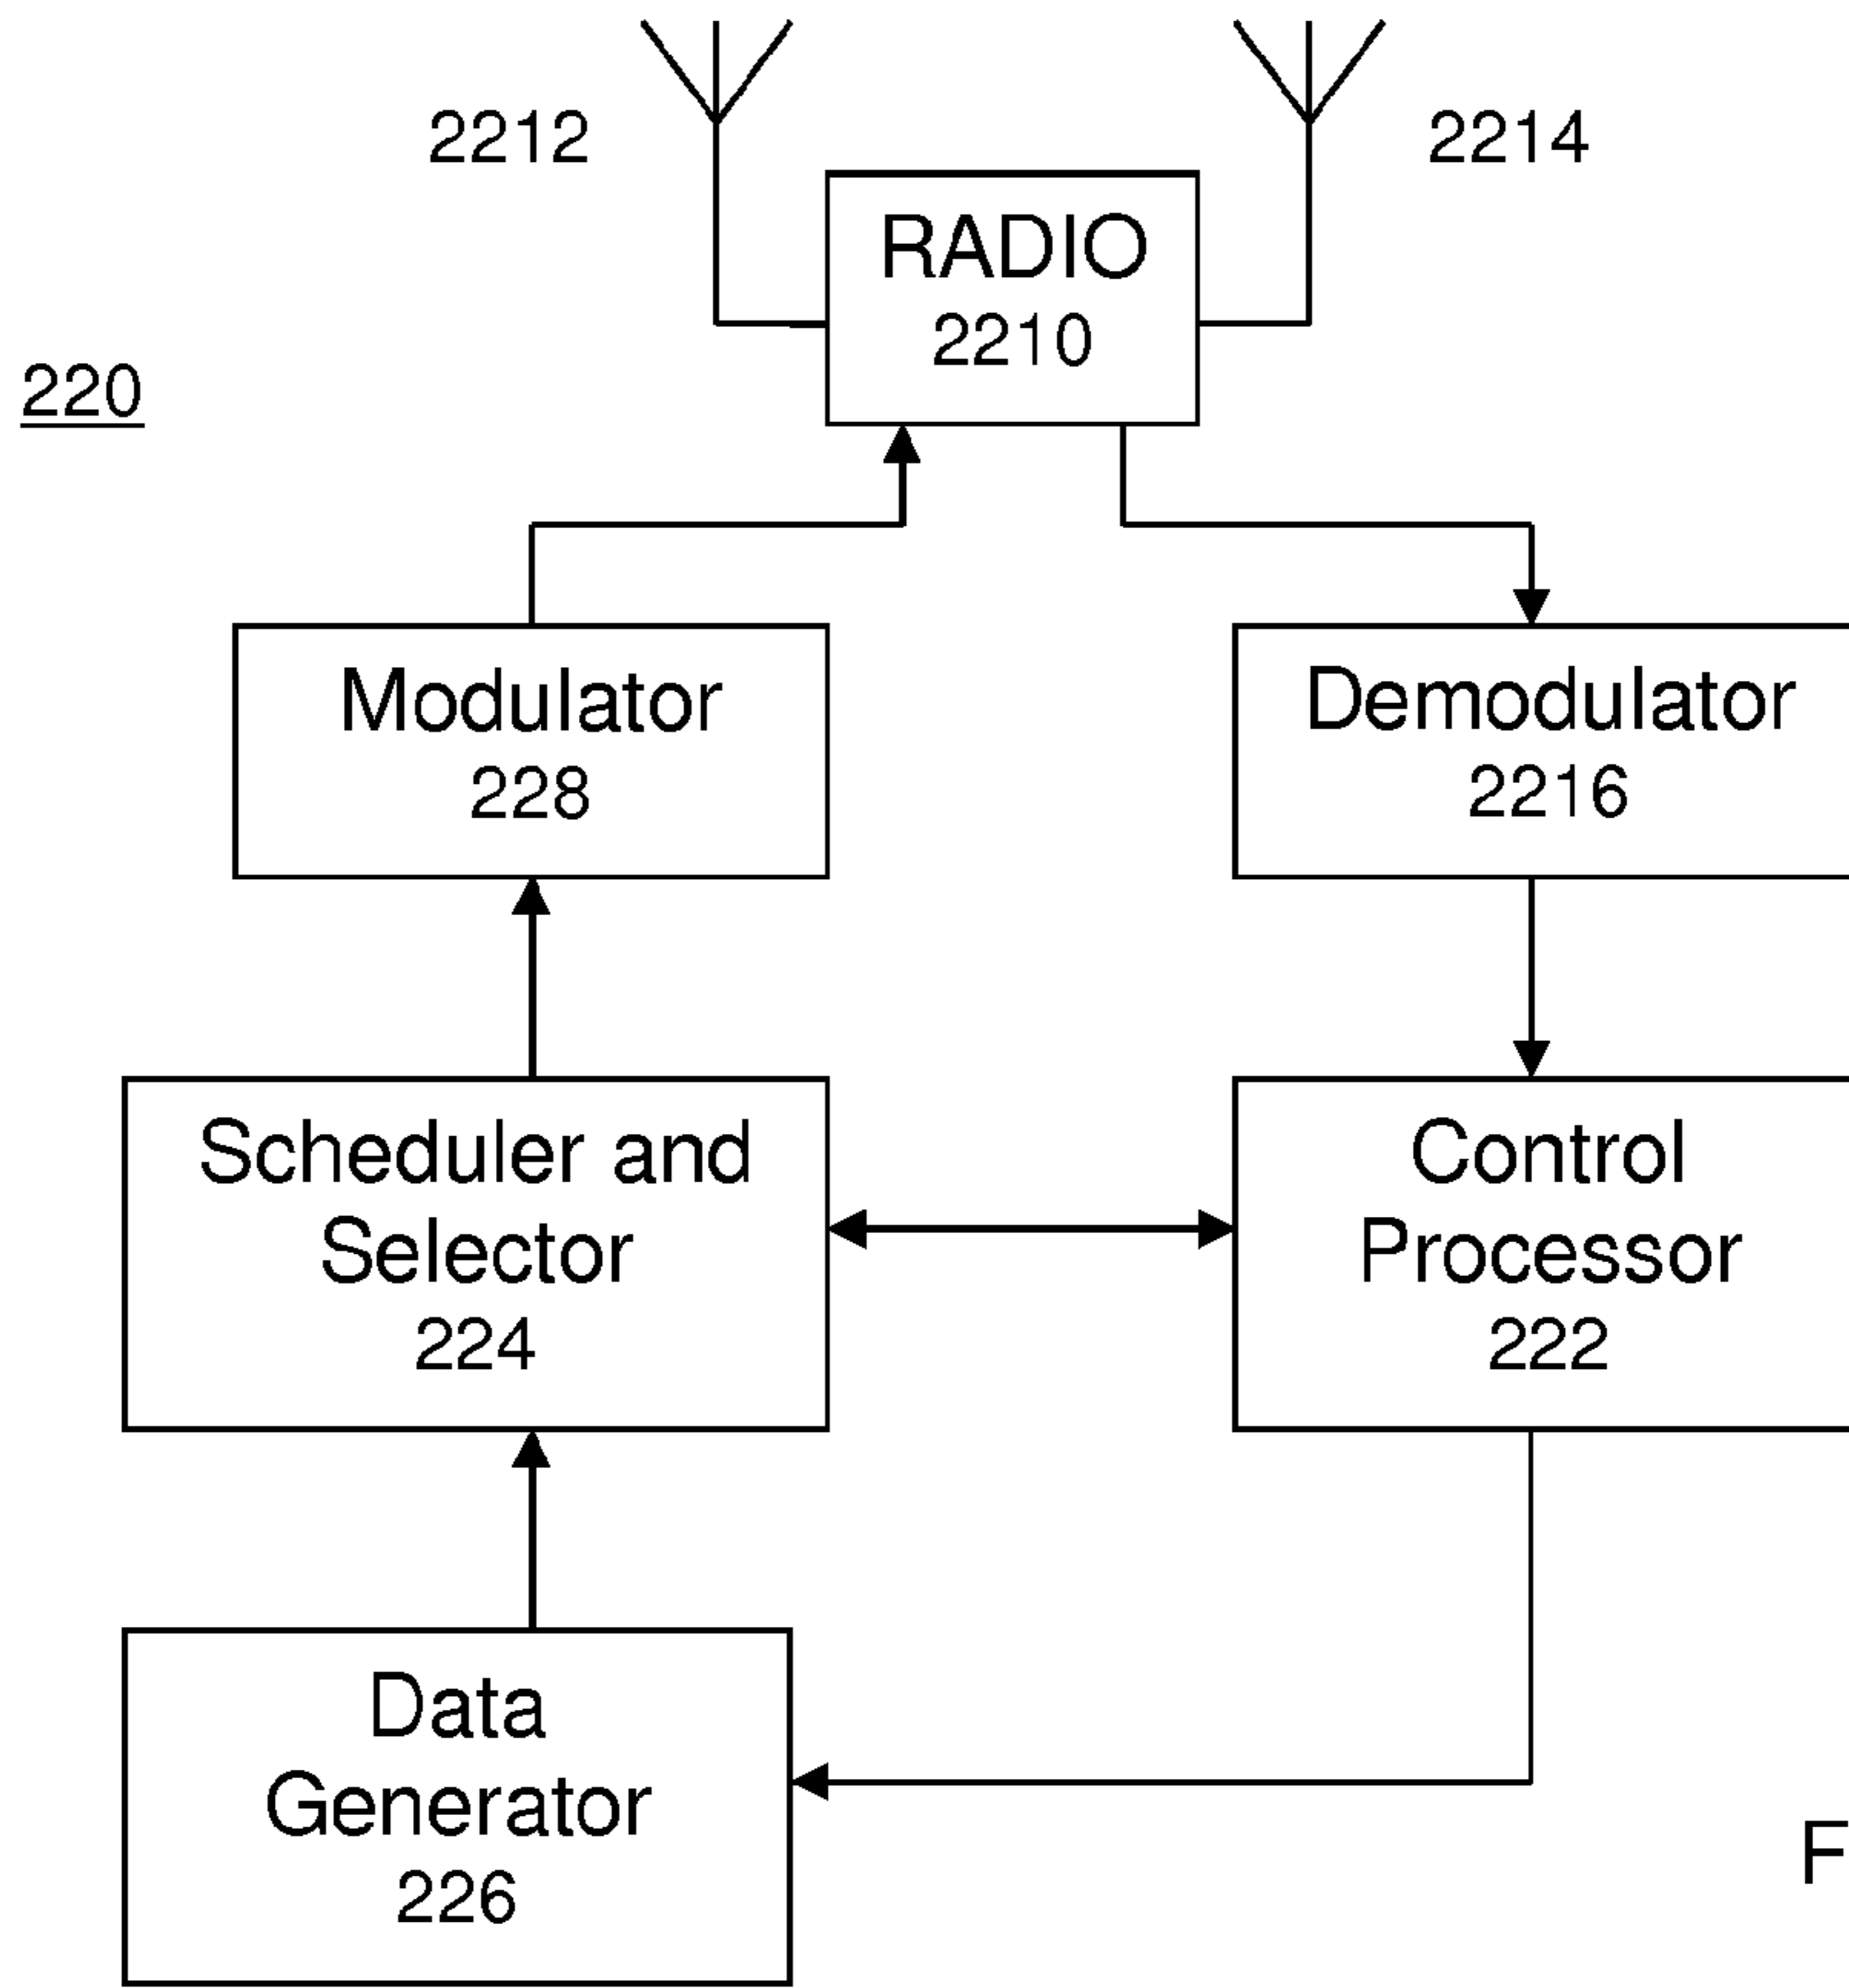 2212
2214
RADIO
2210
220
Modulator
228
Demodulator
2216
Scheduler and
Selector
224
Control
Processor
222
Data
Generator
226
F